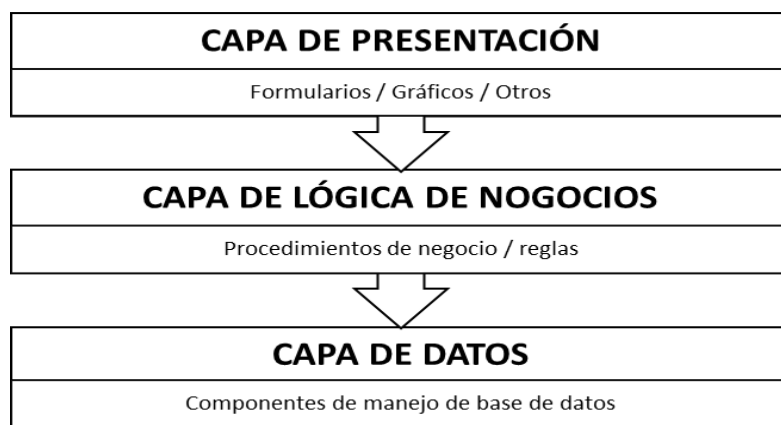 CAPA DE PRESENTACIÓN
Formularios / Gráficos / Otros
CAPA DE LÓGICA DE NOGOCIOS
Procedimientos de negocio / reglas
CAPA DE DATOS
Componentes de manejo de base de datos